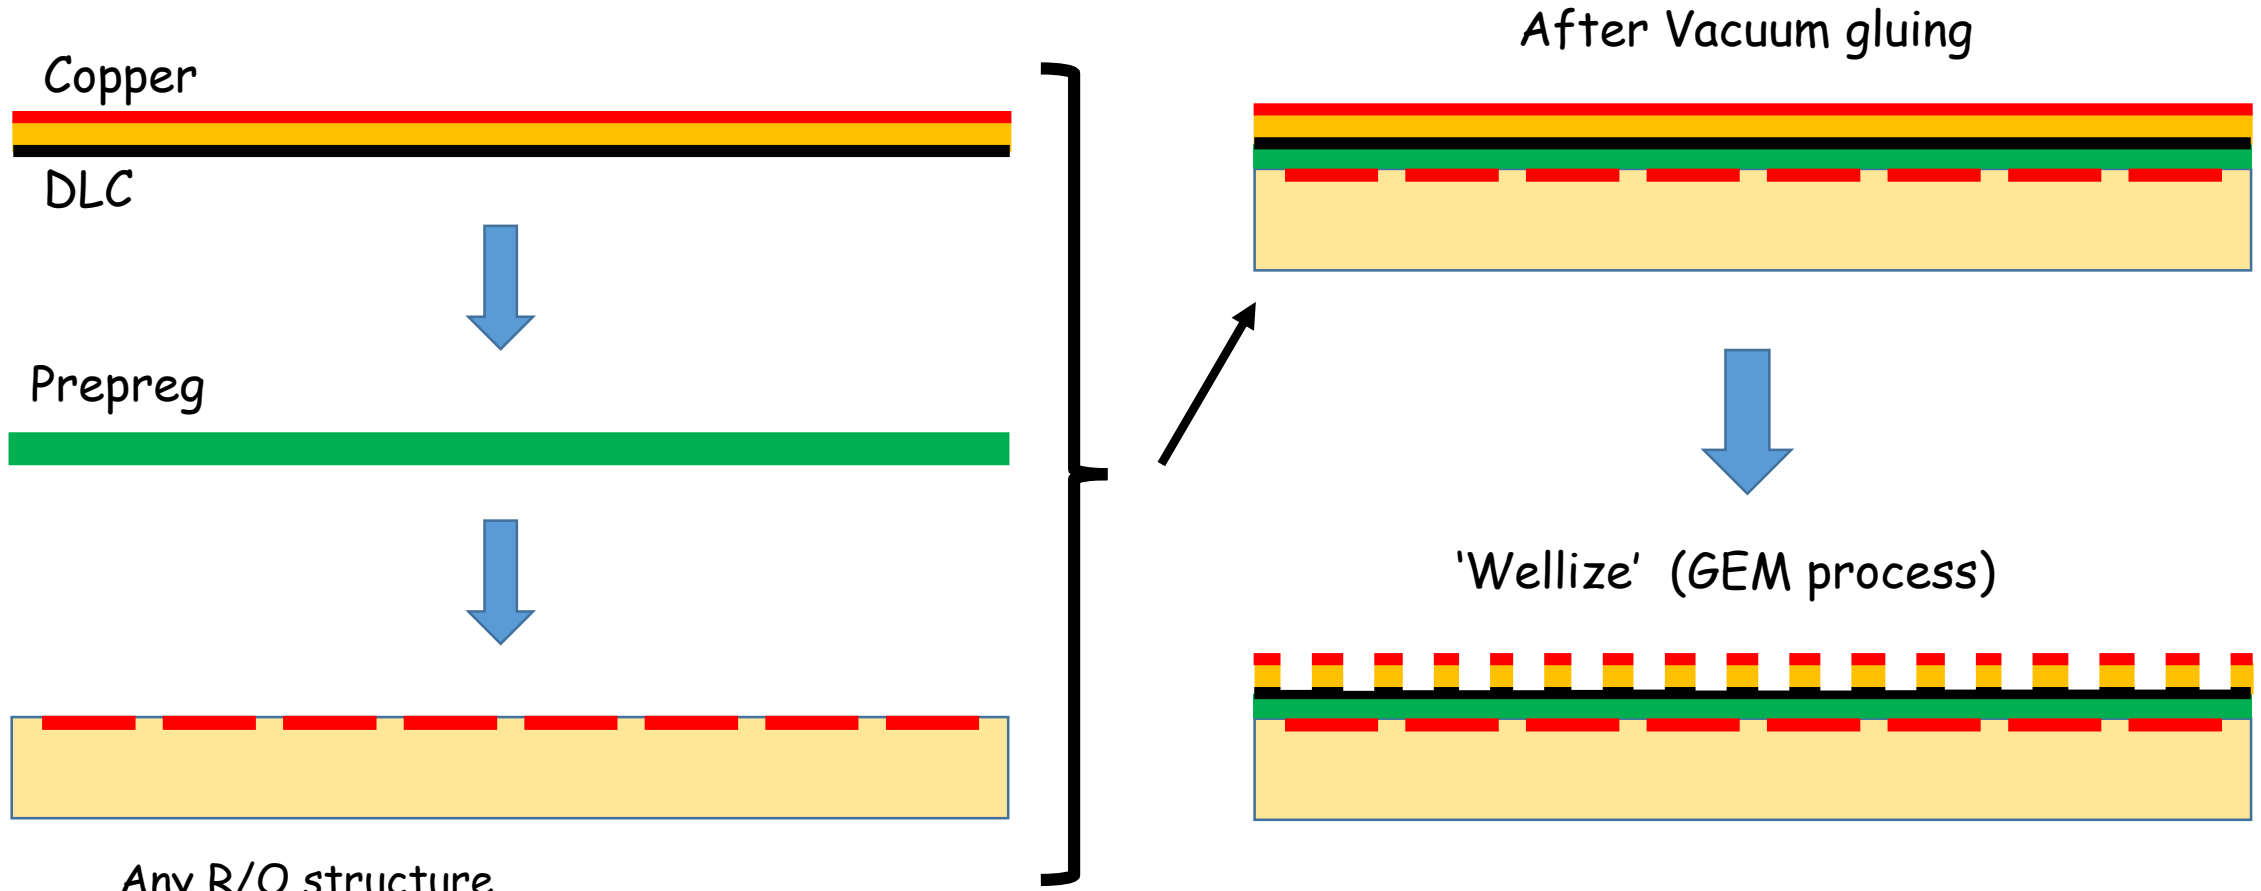 Copper
DLC
Prepreg
Any R/O structure
After Vacuum gluing
‘Wellize’ (GEM process)